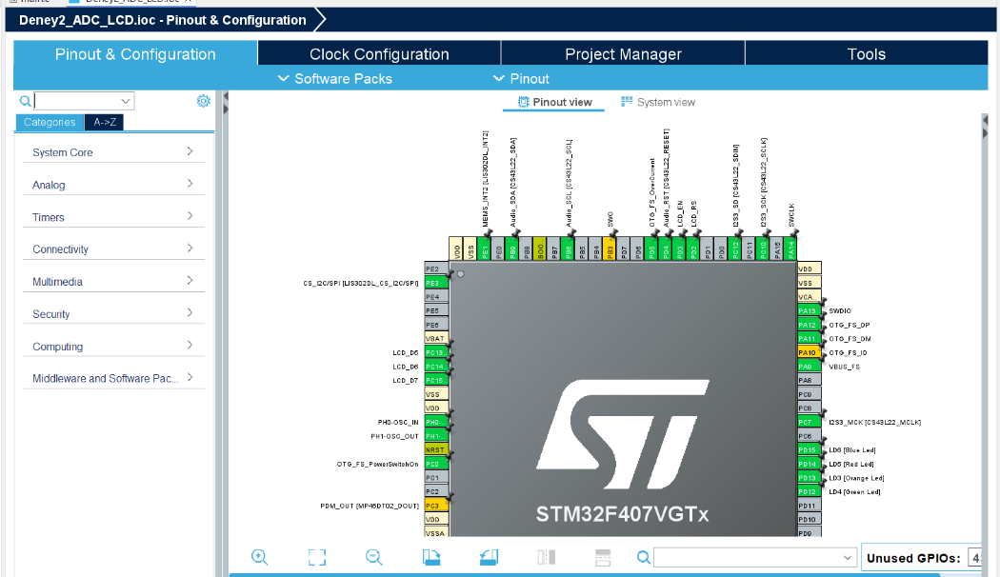 Deney2_ADC_LCD.ioc - Pinout & Configuration
Pinout & Configuration
Clock Configuration
Project Manager
Tools
Software Packs
Pinout
Pinout view
System view
Categories
A->Z
System Core
Analog
Timers
Connectivity
Multimedia
Security
Computing
Middleware and Software Pac...
MEMS_INT2 [LIS302DL_INT2]
Audio_SDA [CS43L22_SDA]
Audio_SCL [CS43L22_SCL]
SWO
OTG_FS_OverCurrent
Audio_RST [CS43L22_RESET]
LCD_EN
LCD_RS
I2S3_SD [CS43L22_SDIN]
I2S3_SCK [CS43L22_SCLK]
SWCLK
VDD
VSS
PE1
PE0
PB9
PB8
BOO..
PB7
PB6
PB5
PB4
PB3
PD7
PD6
PD5
PD4
PD3
PD2
PD1
PD0
PC12
PC11
PC10
PA15
PA14
PE2
CS_I2C/SPI [LIS302DL_CS_I2C/SPI]
PE3
PE4
PE5
PE6
VBAT
LCD_D5
PC13..
LCD_D6
PC14..
LCD_D7
PC15..
VSS
VDD
PH0-OSC_IN
PH0-..
PH1-OSC_OUT
PH1-..
NRST
OTG_FS_PowerSwitchOn
PC0
PC1
PC2
PDM_OUT [MP45DT02_DOUT]
PC3
VDD
VSSA
VDD
VSS
VCA..
PA13 SWDIO
PA12 OTG_FS_DP
PA11 OTG_FS_DM
PA10 OTG_FS_ID
PA9 VBUS_FS
PA8
PC9
PC8
PC7 I2S3_MCK [CS43L22_MCLK]
PC6
PD15 LD6 [Blue Led]
PD14 LD5 [Red Led]
PD13 LD3 [Orange Led]
PD12 LD4 [Green Led]
PD11
PD10
PD9
ST
STM32F407VGTx
Unused GPIOs: